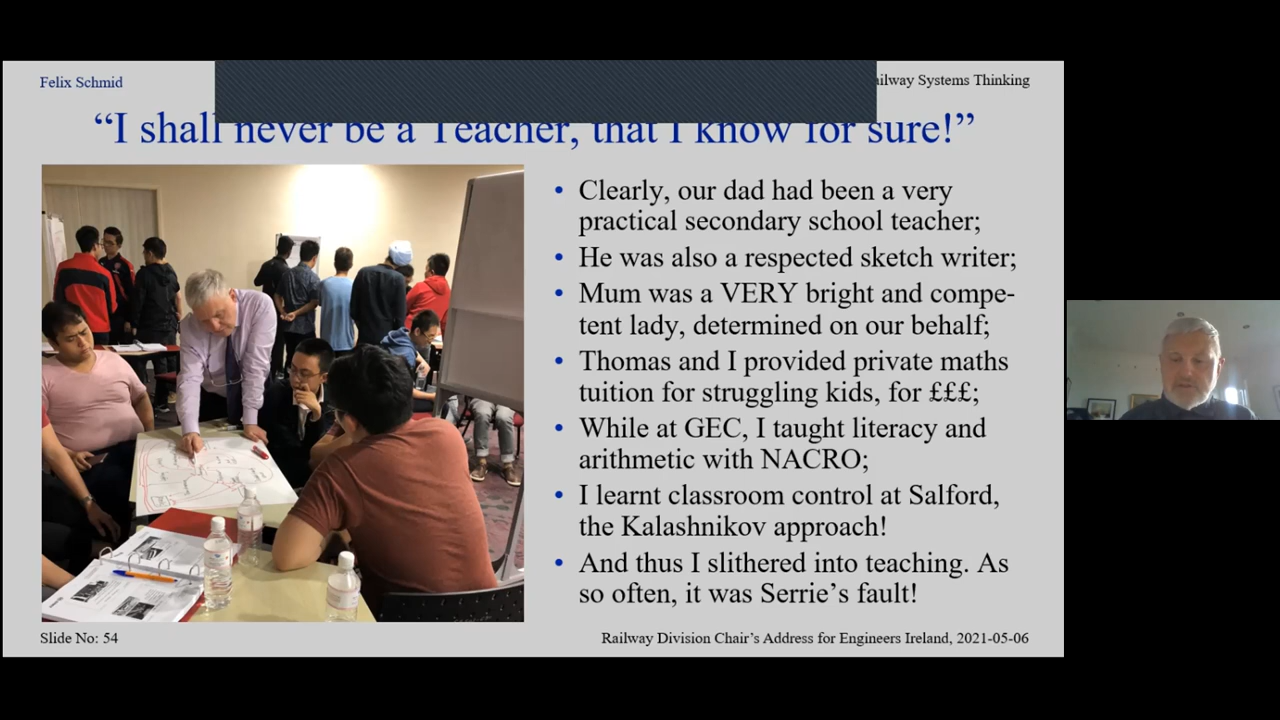 Felix Schmid
ailway Systems Thinking
“I shall never be a Teacher, that I know for sure!”
• Clearly, our dad had been a very
practical secondary school teacher;
• He was also a respected sketch writer;
• Mum was a VERY bright and compe-
tent lady, determined on our behalf;
• Thomas and I provided private maths
tuition for struggling kids, for £££;
• While at GEC, I taught literacy and
arithmetic with NACRO;
• I learnt classroom control at Salford,
the Kalashnikov approach!
• And thus I slithered into teaching. As
so often, it was Serrie’s fault!
Slide No: 54
Railway Division Chair’s Address for Engineers Ireland, 2021-05-06